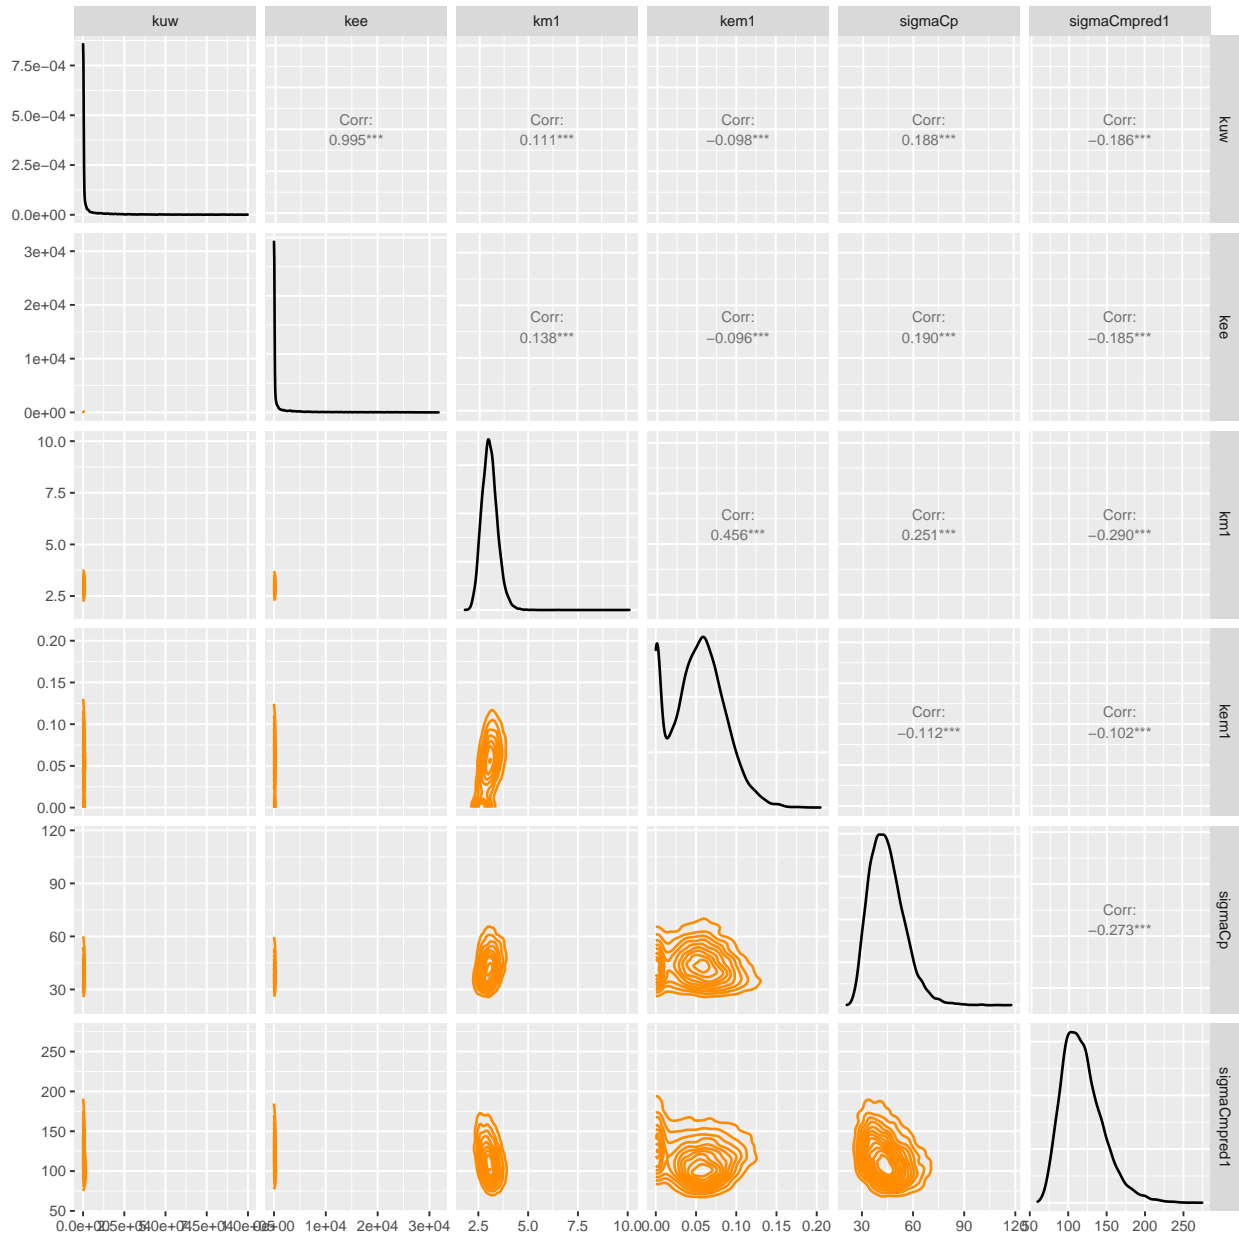 kuw kee km1 kem1 sigmaCp sigmaCmpred1
7.5e−04
5.0e−04
2.5e−04
0.0e+00
Corr:
0.995***
Corr:
0.111***
Corr:
−0.098***
Corr:
0.188***
Corr:
−0.186***
kuw
3e+04
2e+04
1e+04
0e+00
Corr:
0.138***
Corr:
−0.096***
Corr:
0.190***
Corr:
−0.185***
kee
10.0
7.5
5.0
2.5
Corr:
0.456***
Corr:
0.251***
Corr:
−0.290***
km1
0.20
0.15
0.10
0.05
0.00
Corr:
−0.112***
Corr:
−0.102***
kem1
120
90
60
30
Corr:
−0.273***
sigmaCp
250
200
150
100
50
sigmaCmpred1
1e+04 2e+04 3e+04 2.5 5.0 7.5 10.0 0.00 0.05 0.10 0.15 0.20 30 60 90 120 50 100 150 200 250